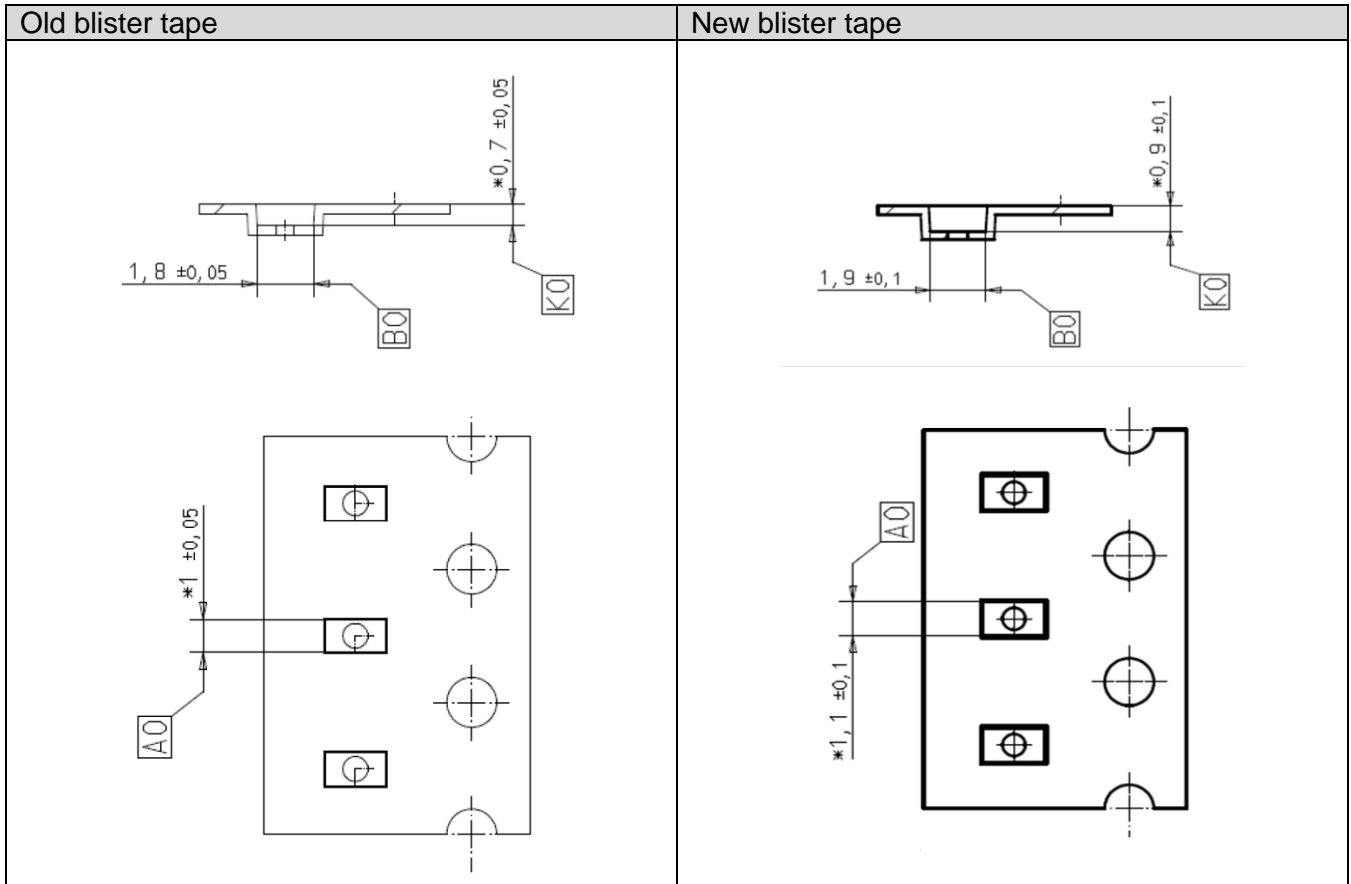 Old blister tape
*0,7 ±0,05
1,8 ±0,05
B0
K0
*1 ±0,05
A0
New blister tape
*0,9 ±0,1
1,9 ±0,1
B0
K0
A0
*1,1 ±0,1